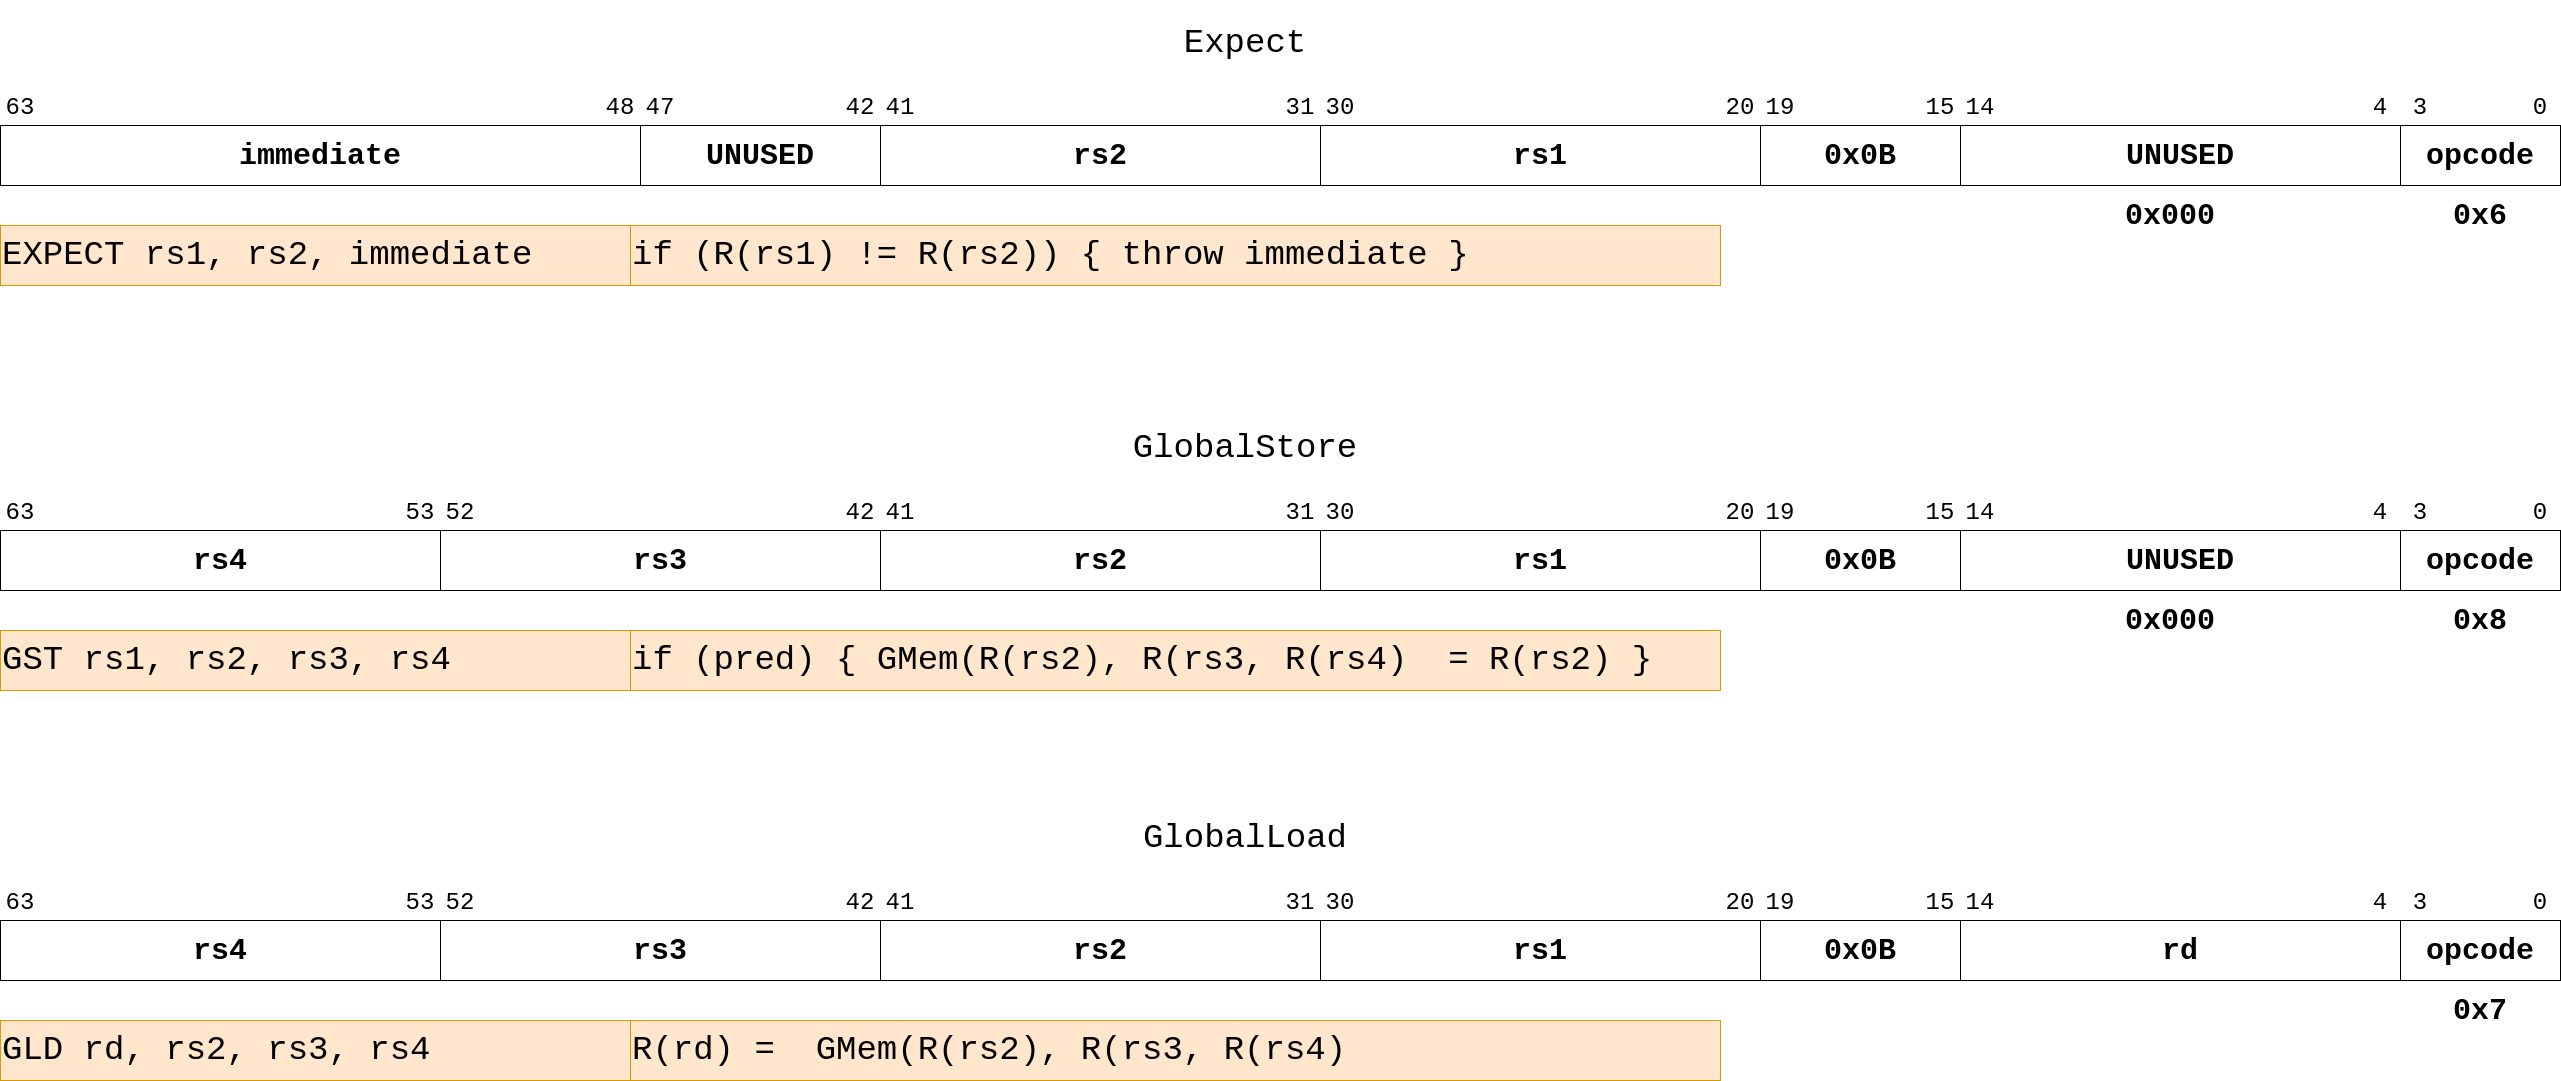 Expect
63 48 47 42 41 31 30 20 19 15 14 4 3 0
immediate UNUSED rs2 rs1 0x0B UNUSED opcode
0x000 0x6
EXPECT rs1, rs2, immediate if (R(rs1) != R(rs2)) { throw immediate }
GlobalStore
63 53 52 42 41 31 30 20 19 15 14 4 3 0
rs4 rs3 rs2 rs1 0x0B UNUSED opcode
0x000 0x8
GST rs1, rs2, rs3, rs4 if (pred) { GMem(R(rs2), R(rs3, R(rs4)  = R(rs2) }
GlobalLoad
63 53 52 42 41 31 30 20 19 15 14 4 3 0
rs4 rs3 rs2 rs1 0x0B rd opcode
0x7
GLD rd, rs2, rs3, rs4 R(rd) =  GMem(R(rs2), R(rs3, R(rs4)